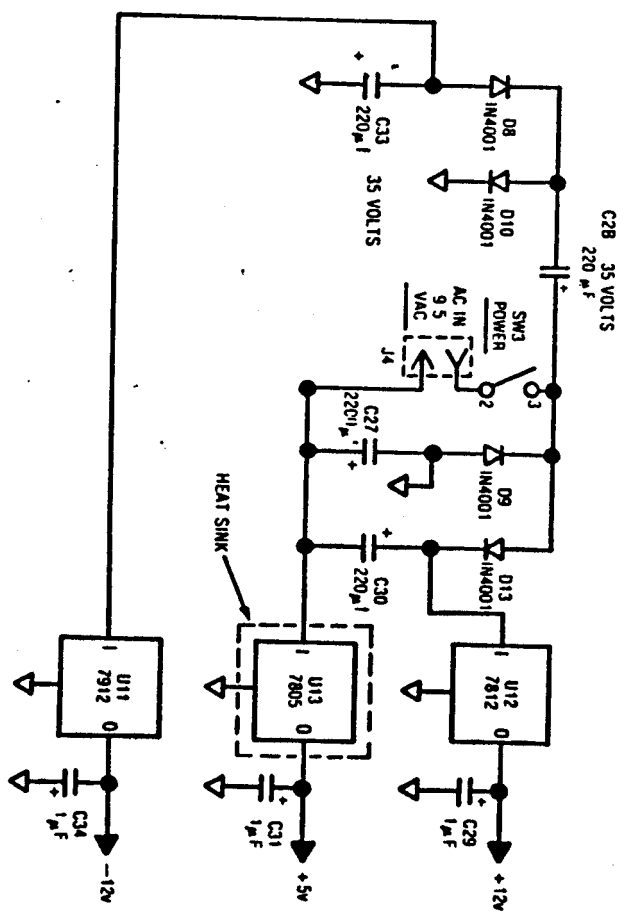 C28 35 VOLTS
220 µF
D8
IN4001
D10
IN4001
+
C33
220µf
35 VOLTS
+
SW3
POWER
3
2
AC IN
9 5
VAC
J4
D9
IN4001
D13
IN4001
C27
2200µ
+
C30
220µf
+
HEAT SINK
I
U12
7812
O
C29
1µF
+
+12v
I
U13
7805
O
C31
1µF
+
+5v
I
U11
7912
O
C34
1µF
+
-12v